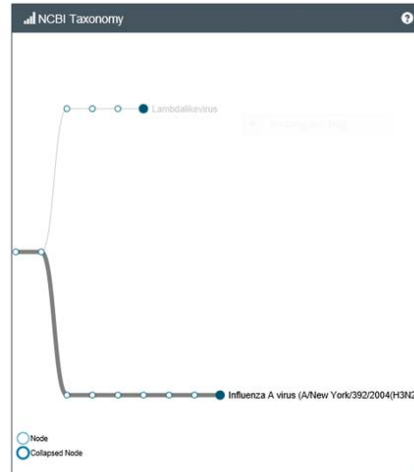 NCBI Taxonomy
?
Lambdalikevirus
Influenza A virus (A/New York/392/2004(H3N2
Node
Collapsed Node